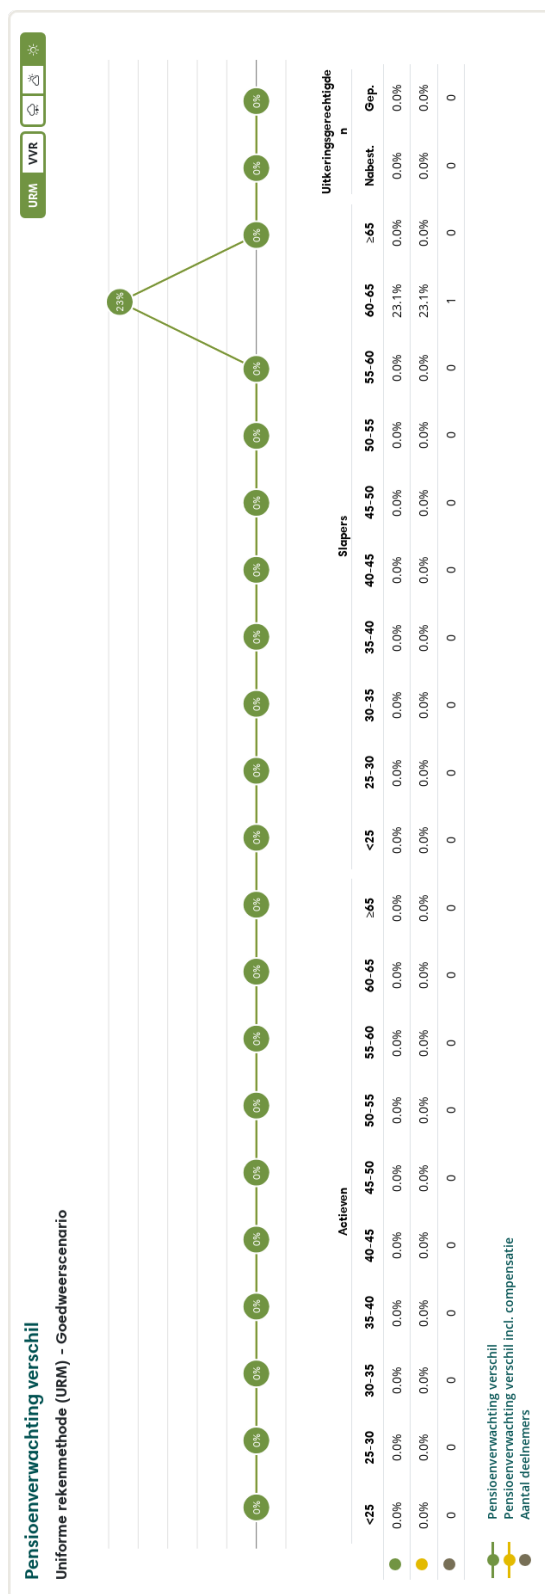 Pensioenverwachting verschil
Uniforme rekenmethode (URM) - Goedweerscenario
URM VVR
0% 0% 0% 0% 0% 0% 0% 0% 0% 0% 0% 0% 0% 0% 0% 0% 0% 0% 23% 0% 0% 0%
Actieven Slapers Uitkeringsgerechtigde
n
<25 25-30 30-35 35-40 40-45 45-50 50-55 55-60 60-65 ≥65 <25 25-30 30-35 35-40 40-45 45-50 50-55 55-60 60-65 ≥65 Nabest. Gep.
0.0% 0.0% 0.0% 0.0% 0.0% 0.0% 0.0% 0.0% 0.0% 0.0% 0.0% 0.0% 0.0% 0.0% 0.0% 0.0% 0.0% 0.0% 23.1% 0.0% 0.0% 0.0%
0.0% 0.0% 0.0% 0.0% 0.0% 0.0% 0.0% 0.0% 0.0% 0.0% 0.0% 0.0% 0.0% 0.0% 0.0% 0.0% 0.0% 0.0% 23.1% 0.0% 0.0% 0.0%
0 0 0 0 0 0 0 0 0 0 0 0 0 0 0 0 0 0 1 0 0 0
Pensioenverwachting verschil
Pensioenverwachting verschil incl. compensatie
Aantal deelnemers